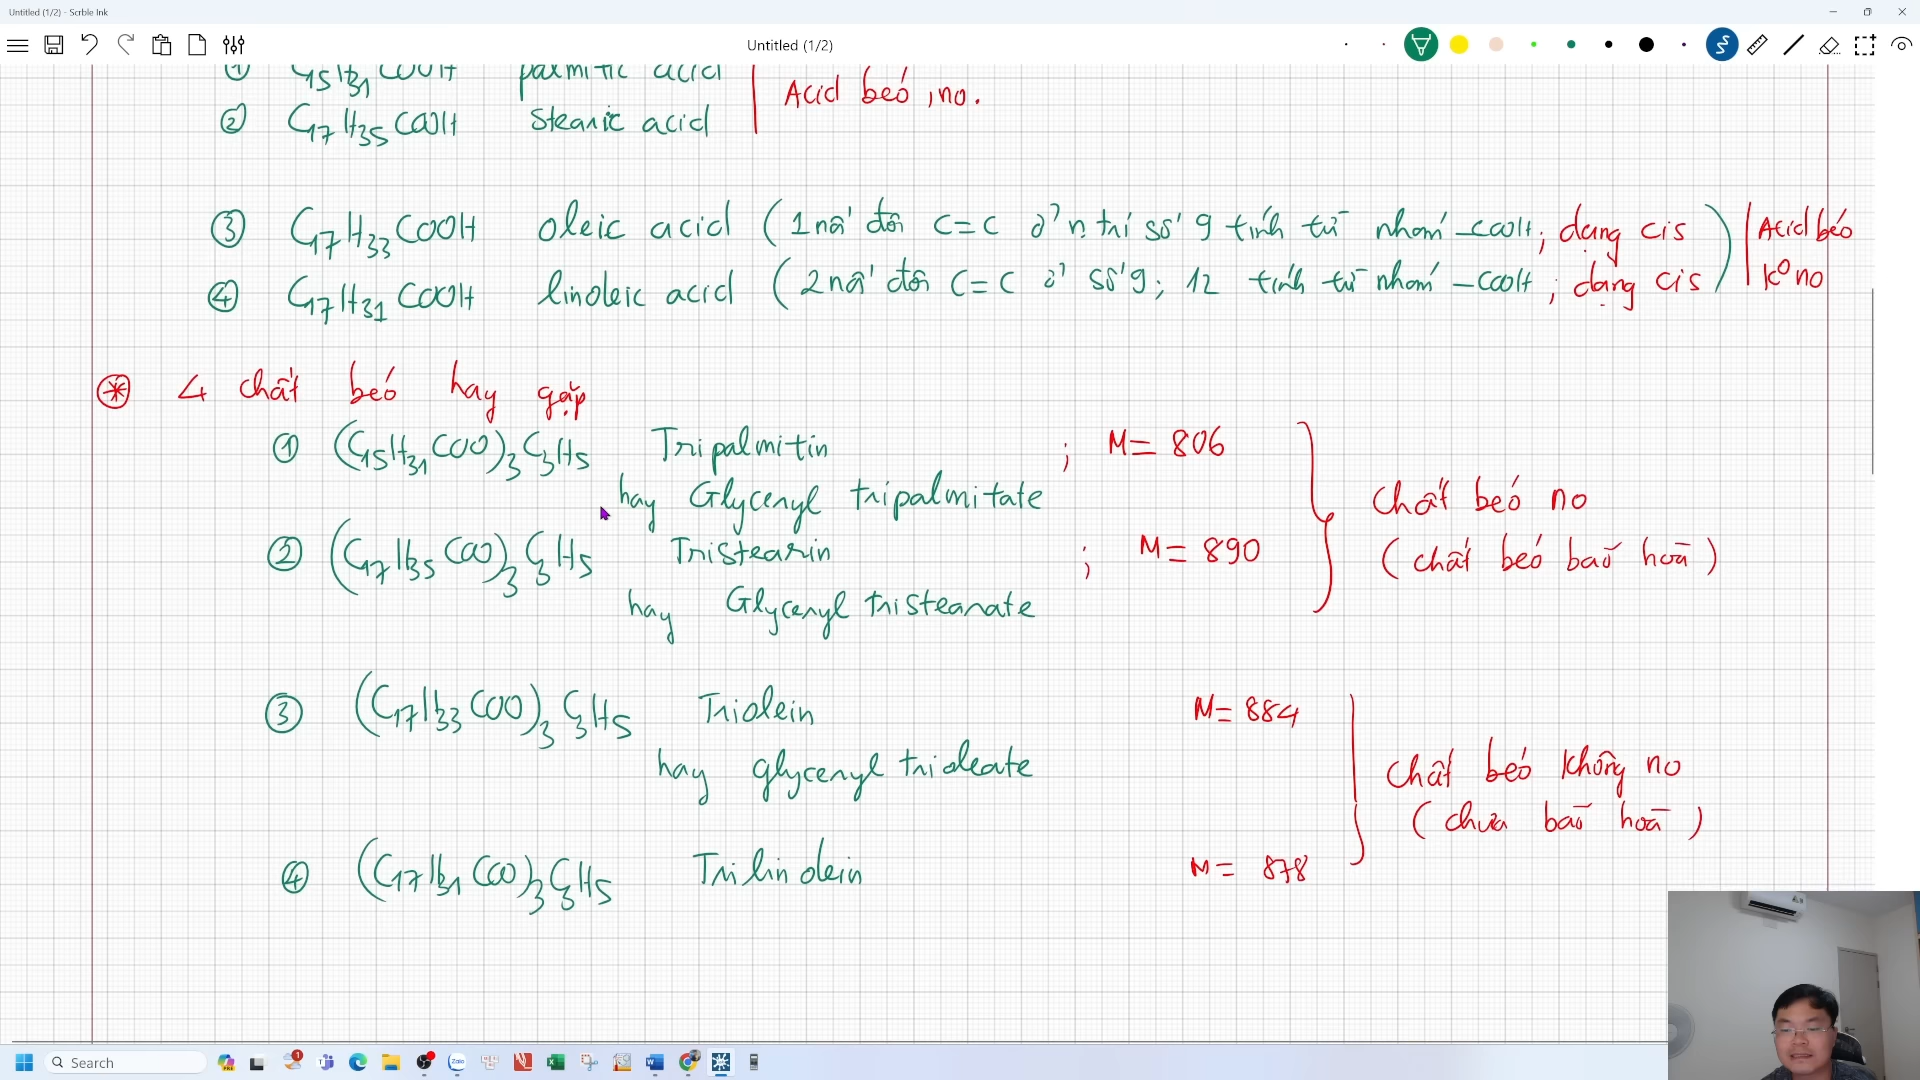 Untitled (1/2) - Scrble Ink
Untitled (1/2)
① C15H31COOH palmitic acid
② C17H35COOH stearic acid
Acid béo, no.
③ C17H33COOH oleic acid (1 nối đôi C=C ở vị trí số 9 tính từ nhóm -COOH; dạng cis)
④ C17H31COOH linoleic acid (2 nối đôi C=C ở số 9; 12 tính từ nhóm -COOH; dạng cis)
Acid béo
k⁰ no
⊛ 4 chất béo hay gặp
① (C15H31COO)3C3H5 Tripalmitin ; M= 806
hay Glyceryl tripalmitate
② (C17H35COO)3C3H5 Tristearin ; M= 890
hay Glyceryl tristearate
Chất béo no
(chất béo bão hoà)
③ (C17H33COO)3C3H5 Triolein M= 884
hay glyceryl trioleate
Chất béo không no
(chưa bão hoà)
④ (C17H31COO)3C3H5 Trilinolein M= 878
Search